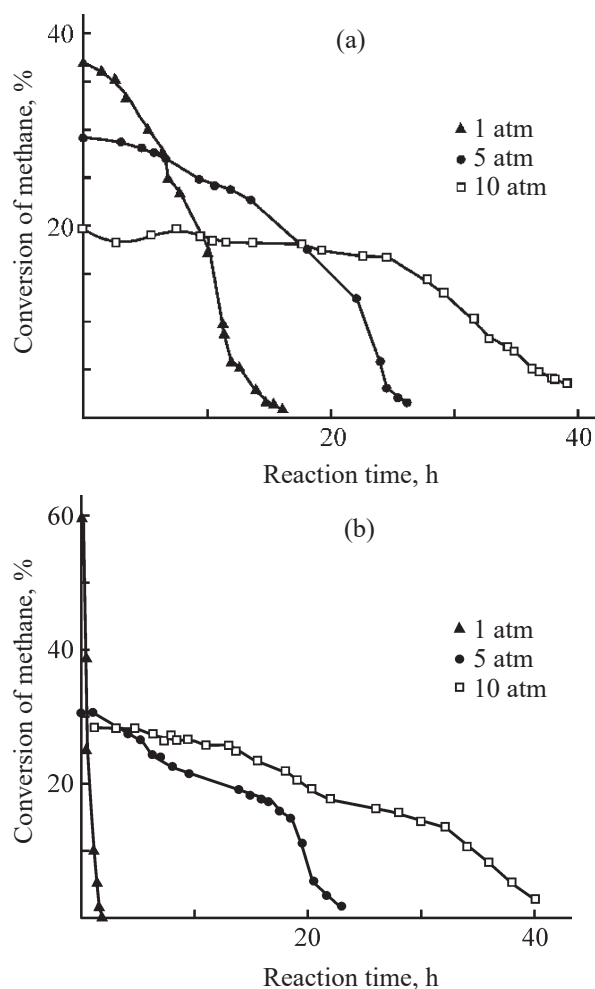 (a)
Conversion of methane, %
40
20
1 atm
5 atm
10 atm
20
40
Reaction time, h
(b)
Conversion of methane, %
60
40
20
1 atm
5 atm
10 atm
20
40
Reaction time, h